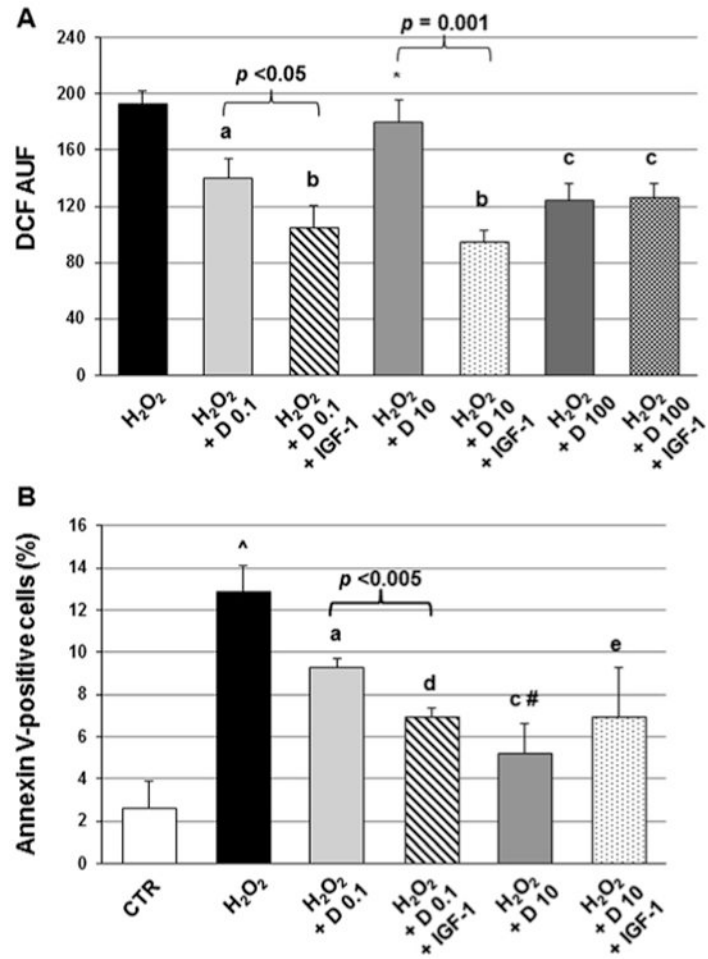 A
p = 0.001
240
p <0.05
*
200
a
c
c
160
b
b
120
DCF AUF
80
40
0
H₂O₂
H₂O₂
+ D 0.1
H₂O₂
+ D 0.1
+ IGF-1
H₂O₂
+ D 10
H₂O₂
+ D 10
+ IGF-1
H₂O₂
+ D 100
H₂O₂
+ D 100
+ IGF-1
B
16
^
14
p <0.005
12
a
e
10
d
c #
8
Annexin V-positive cells (%)
6
4
2
0
CTR
H₂O₂
H₂O₂
+ D 0.1
H₂O₂
+ D 0.1
+ IGF-1
H₂O₂
+ D 10
H₂O₂
+ D 10
+ IGF-1